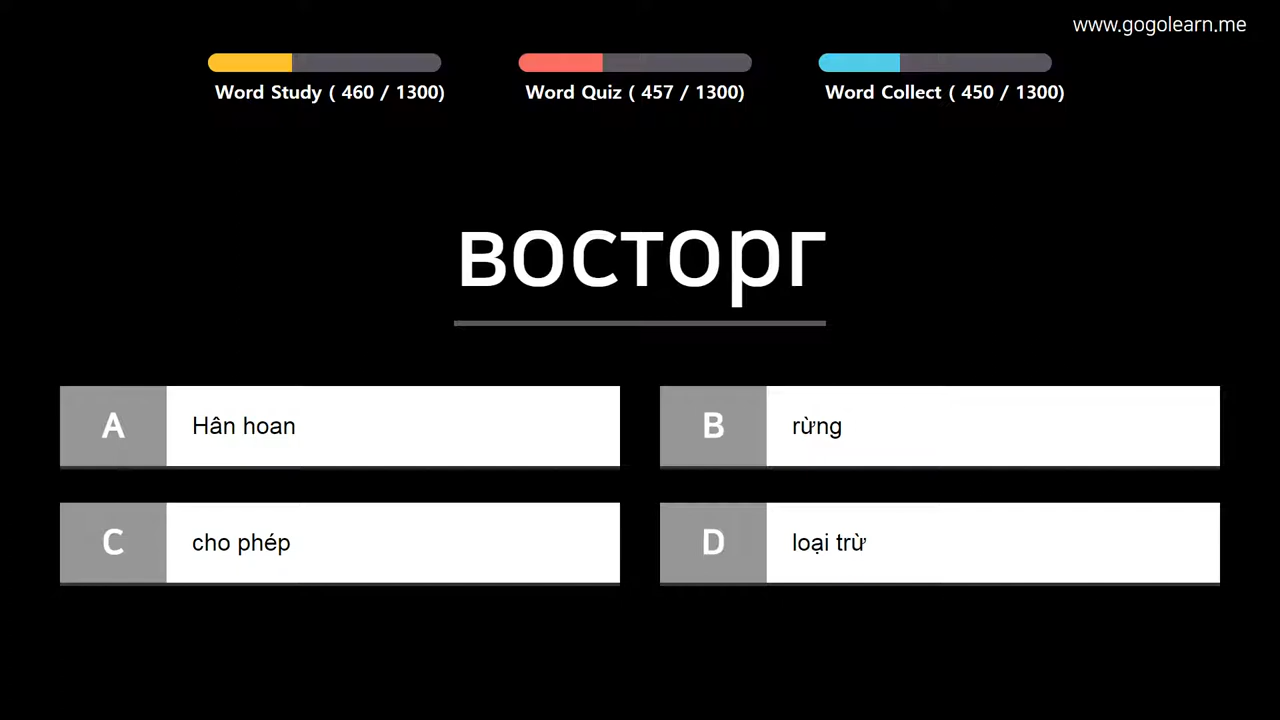 www.gogolearn.me
Word Study ( 460 / 1300)
Word Quiz ( 457 / 1300)
Word Collect ( 450 / 1300)
восторг
A Hân hoan
B rừng
C cho phép
D loại trừ